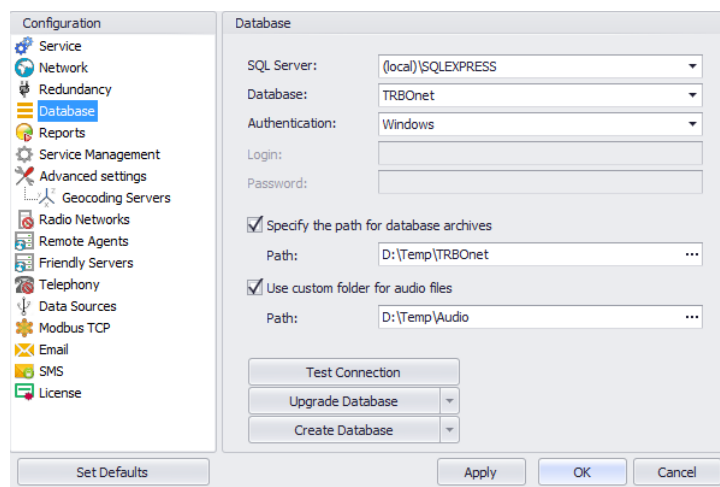 Configuration
Service
Network
Redundancy
Database
Reports
Service Management
Advanced settings
Geocoding Servers
Radio Networks
Remote Agents
Friendly Servers
Telephony
Data Sources
Modbus TCP
Email
SMS
License
Set Defaults
Database
SQL Server: (local)\SQLEXPRESS
Database: TRBOnet
Authentication: Windows
Login:
Password:
Specify the path for database archives
Path: D:\Temp\TRBOnet ...
Use custom folder for audio files
Path: D:\Temp\Audio ...
Test Connection
Upgrade Database
Create Database
Apply OK Cancel